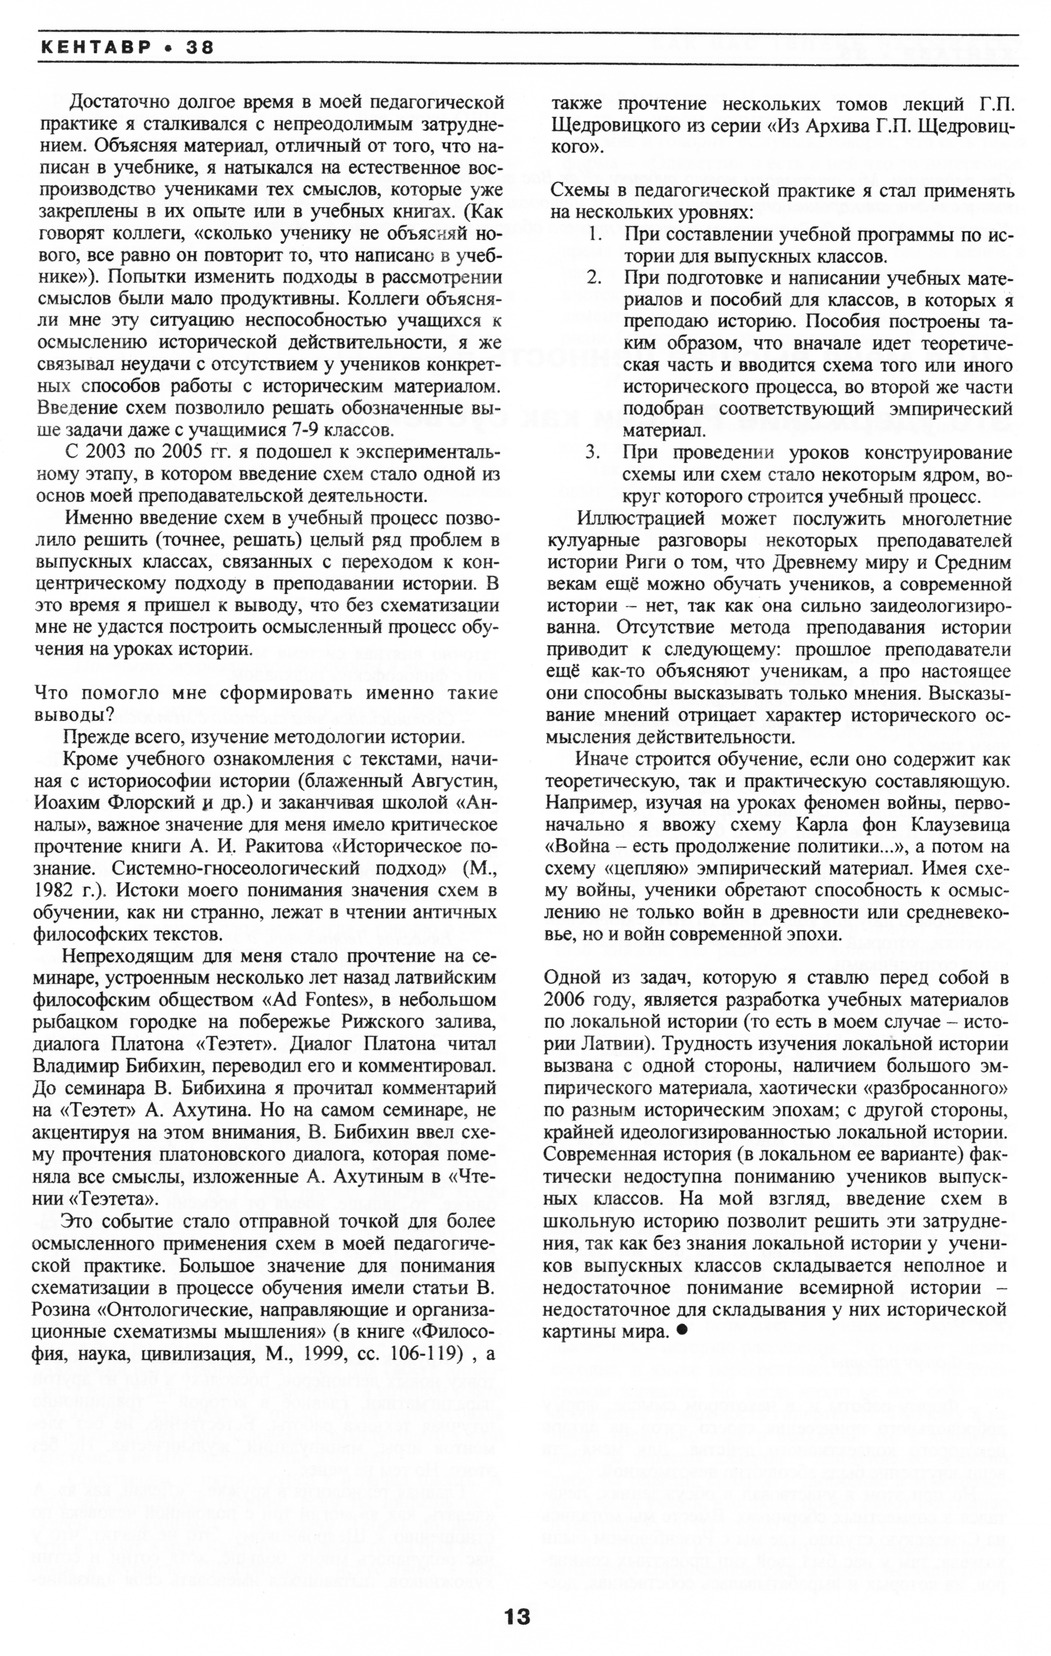 КЕНТАВР • 38
Достаточно долгое время в моей педагогической
практике я сталкивался с непреодолимым затрудне-
нием. Объясняя материал, отличный от того, что на-
писан в учебнике, я натыкался на естественное вос-
производство учениками тех смыслов, которые уже
закреплены в их опыте или в учебных книгах. (Как
говорят коллеги, «сколько ученику не объясняй но-
вого, все равно он повторит то, что написано в учеб-
нике»). Попытки изменить подходы в рассмотрении
смыслов были мало продуктивны. Коллеги объясня-
ли мне эту ситуацию неспособностью учащихся к
осмыслению исторической действительности, я же
связывал неудачи с отсутствием у учеников конкрет-
ных способов работы с историческим материалом.
Введение схем позволило решать обозначенные вы-
ше задачи даже с учащимися 7-9 классов.
С 2003 по 2005 гг. я подошел к эксперименталь-
ному этапу, в котором введение схем стало одной из
основ моей преподавательской деятельности.
Именно введение схем в учебный процесс позво-
лило решить (точнее, решать) целый ряд проблем в
выпускных классах, связанных с переходом к кон-
центрическому подходу в преподавании истории. В
это время я пришел к выводу, что без схематизации
мне не удастся построить осмысленный процесс обу-
чения на уроках истории.
Что помогло мне сформировать именно такие
выводы?
Прежде всего, изучение методологии истории.
Кроме учебного ознакомления с текстами, начи-
ная с историософии истории (блаженный Августин,
Иоахим Флорский и др.) и заканчивая школой «Ан-
налы», важное значение для меня имело критическое
прочтение книги А. И. Ракитова «Историческое по-
знание. Системно-гносеологический подход» (М.,
1982 г.). Истоки моего понимания значения схем в
обучении, как ни странно, лежат в чтении античных
философских текстов.
Непреходящим для меня стало прочтение на се-
минаре, устроенным несколько лет назад латвийским
философским обществом «Ad Fontes», в небольшом
рыбацком городке на побережье Рижского залива,
диалога Платона «Теэтет». Диалог Платона читал
Владимир Бибихин, переводил его и комментировал.
До семинара В. Бибихина я прочитал комментарий
на «Теэтет» А. Ахутина. Но на самом семинаре, не
акцентируя на этом внимания, В. Бибихин ввел схе-
му прочтения платоновского диалога, которая поме-
няла все смыслы, изложенные А. Ахутиным в «Чте-
нии «Теэтета».
Это событие стало отправной точкой для более
осмысленного применения схем в моей педагогиче-
ской практике. Большое значение для понимания
схематизации в процессе обучения имели статьи В.
Розина «Онтологические, направляющие и организа-
ционные схематизмы мышления» (в книге «Филосо-
фия, наука, цивилизация, М., 1999, сс. 106-119) , а
также прочтение нескольких томов лекций Г.П.
Щедровицкого из серии «Из Архива Г.П. Щедровиц-
кого».
Схемы в педагогической практике я стал применять
на нескольких уровнях:
1. При составлении учебной программы по ис-
тории для выпускных классов.
2. При подготовке и написании учебных мате-
риалов и пособий для классов, в которых я
преподаю историю. Пособия построены та-
ким образом, что вначале идет теоретиче-
ская часть и вводится схема того или иного
исторического процесса, во второй же части
подобран соответствующий эмпирический
материал.
3. При проведении уроков конструирование
схемы или схем стало некоторым ядром, во-
круг которого строится учебный процесс.
Иллюстрацией может послужить многолетние
кулуарные разговоры некоторых преподавателей
истории Риги о том, что Древнему миру и Средним
векам ещё можно обучать учеников, а современной
истории – нет, так как она сильно заидеологизиро-
ванна. Отсутствие метода преподавания истории
приводит к следующему: прошлое преподаватели
ещё как-то объясняют ученикам, а про настоящее
они способны высказывать только мнения. Высказы-
вание мнений отрицает характер исторического ос-
мысления действительности.
Иначе строится обучение, если оно содержит как
теоретическую, так и практическую составляющую.
Например, изучая на уроках феномен войны, перво-
начально я ввожу схему Карла фон Клаузевица
«Война – есть продолжение политики...», а потом на
схему «цепляю» эмпирический материал. Имея схе-
му войны, ученики обретают способность к осмыс-
лению не только войн в древности или средневеко-
вье, но и войн современной эпохи.
Одной из задач, которую я ставлю перед собой в
2006 году, является разработка учебных материалов
по локальной истории (то есть в моем случае – исто-
рии Латвии). Трудность изучения локальной истории
вызвана с одной стороны, наличием большого эм-
пирического материала, хаотически «разбросанного»
по разным историческим эпохам; с другой стороны,
крайней идеологизированностью локальной истории.
Современная история (в локальном ее варианте) фак-
тически недоступна пониманию учеников выпуск-
ных классов. На мой взгляд, введение схем в
школьную историю позволит решить эти затрудне-
ния, так как без знания локальной истории у учени-
ков выпускных классов складывается неполное и
недостаточное понимание всемирной истории –
недостаточное для складывания у них исторической
картины мира. ●
13